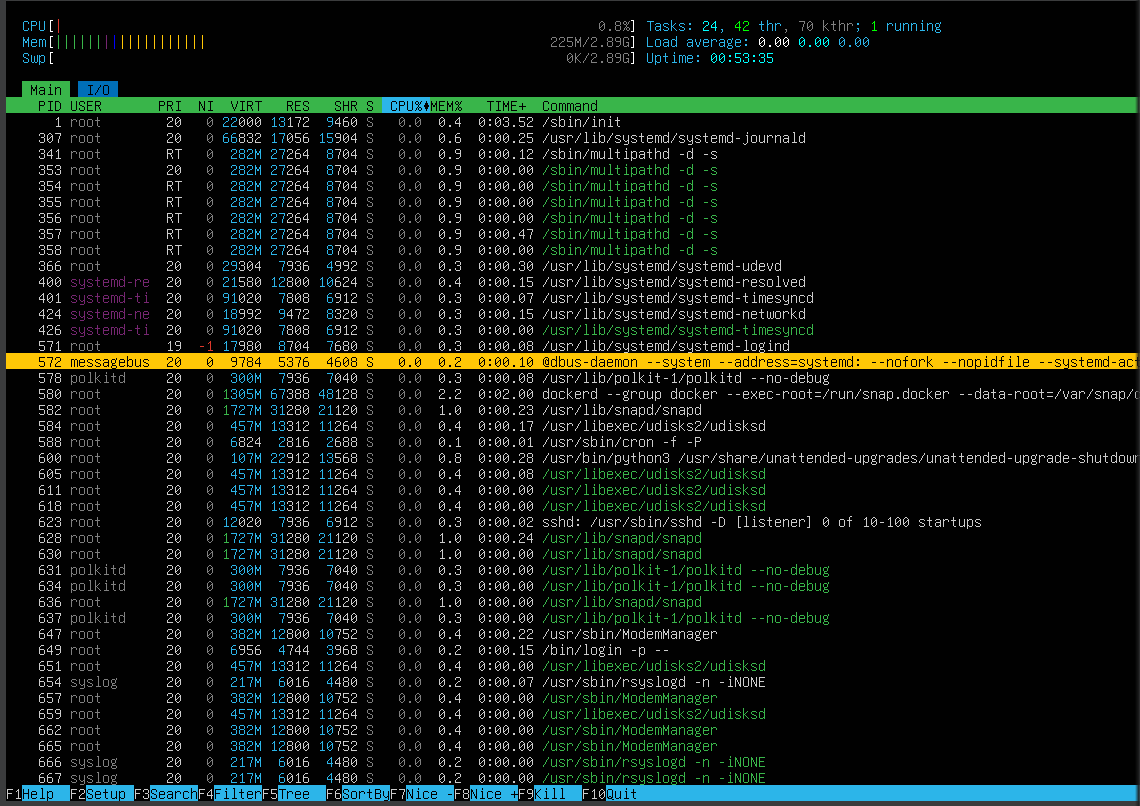 CPU[| 0.8%] Tasks: 24, 42 thr, 70 kthr; 1 running
Mem[||||||||||||||||||| 225M/2.89G] Load average: 0.00 0.00 0.00
Swp[ 0K/2.89G] Uptime: 00:53:35
Main I/O
PID USER PRI NI VIRT RES SHR S CPU%♦MEM% TIME+ Command
1 root 20 0 22000 13172 9460 S 0.0 0.4 0:03.52 /sbin/init
307 root 20 0 66832 17056 15904 S 0.0 0.6 0:00.25 /usr/lib/systemd/systemd-journald
341 root RT 0 282M 27264 8704 S 0.0 0.9 0:00.12 /sbin/multipathd -d -s
353 root 20 0 282M 27264 8704 S 0.0 0.9 0:00.00 /sbin/multipathd -d -s
354 root RT 0 282M 27264 8704 S 0.0 0.9 0:00.00 /sbin/multipathd -d -s
355 root RT 0 282M 27264 8704 S 0.0 0.9 0:00.00 /sbin/multipathd -d -s
356 root RT 0 282M 27264 8704 S 0.0 0.9 0:00.00 /sbin/multipathd -d -s
357 root RT 0 282M 27264 8704 S 0.0 0.9 0:00.47 /sbin/multipathd -d -s
358 root RT 0 282M 27264 8704 S 0.0 0.9 0:00.00 /sbin/multipathd -d -s
366 root 20 0 29304 7936 4992 S 0.0 0.3 0:00.30 /usr/lib/systemd/systemd-udevd
400 systemd-re 20 0 21580 12800 10624 S 0.0 0.4 0:00.15 /usr/lib/systemd/systemd-resolved
401 systemd-ti 20 0 91020 7808 6912 S 0.0 0.3 0:00.07 /usr/lib/systemd/systemd-timesyncd
424 systemd-ne 20 0 18992 9472 8320 S 0.0 0.3 0:00.15 /usr/lib/systemd/systemd-networkd
426 systemd-ti 20 0 91020 7808 6912 S 0.0 0.3 0:00.00 /usr/lib/systemd/systemd-timesyncd
571 root 19 -1 17980 8704 7680 S 0.0 0.3 0:00.08 /usr/lib/systemd/systemd-logind
572 messagebus 20 0 9784 5376 4608 S 0.0 0.2 0:00.10 @dbus-daemon --system --address=systemd: --nofork --nopidfile --systemd-act
578 polkitd 20 0 300M 7936 7040 S 0.0 0.3 0:00.08 /usr/lib/polkit-1/polkitd --no-debug
580 root 20 0 1305M 67388 48128 S 0.0 2.2 0:02.00 dockerd --group docker --exec-root=/run/snap.docker --data-root=/var/snap/
582 root 20 0 1727M 31280 21120 S 0.0 1.0 0:00.23 /usr/lib/snapd/snapd
584 root 20 0 457M 13312 11264 S 0.0 0.4 0:00.17 /usr/libexec/udisks2/udisksd
588 root 20 0 6824 2816 2688 S 0.0 0.1 0:00.01 /usr/sbin/cron -f -P
600 root 20 0 107M 22912 13568 S 0.0 0.8 0:00.28 /usr/bin/python3 /usr/share/unattended-upgrades/unattended-upgrade-shutdown
605 root 20 0 457M 13312 11264 S 0.0 0.4 0:00.08 /usr/libexec/udisks2/udisksd
611 root 20 0 457M 13312 11264 S 0.0 0.4 0:00.00 /usr/libexec/udisks2/udisksd
618 root 20 0 457M 13312 11264 S 0.0 0.4 0:00.00 /usr/libexec/udisks2/udisksd
623 root 20 0 12020 7936 6912 S 0.0 0.3 0:00.02 sshd: /usr/sbin/sshd -D [listener] 0 of 10-100 startups
628 root 20 0 1727M 31280 21120 S 0.0 1.0 0:00.24 /usr/lib/snapd/snapd
630 root 20 0 1727M 31280 21120 S 0.0 1.0 0:00.00 /usr/lib/snapd/snapd
631 polkitd 20 0 300M 7936 7040 S 0.0 0.3 0:00.00 /usr/lib/polkit-1/polkitd --no-debug
634 polkitd 20 0 300M 7936 7040 S 0.0 0.3 0:00.00 /usr/lib/polkit-1/polkitd --no-debug
636 root 20 0 1727M 31280 21120 S 0.0 1.0 0:00.00 /usr/lib/snapd/snapd
637 polkitd 20 0 300M 7936 7040 S 0.0 0.3 0:00.00 /usr/lib/polkit-1/polkitd --no-debug
647 root 20 0 382M 12800 10752 S 0.0 0.4 0:00.22 /usr/sbin/ModemManager
649 root 20 0 6956 4744 3968 S 0.0 0.2 0:00.15 /bin/login -p --
651 root 20 0 457M 13312 11264 S 0.0 0.4 0:00.00 /usr/libexec/udisks2/udisksd
654 syslog 20 0 217M 6016 4480 S 0.0 0.2 0:00.07 /usr/sbin/rsyslogd -n -iNONE
657 root 20 0 382M 12800 10752 S 0.0 0.4 0:00.00 /usr/sbin/ModemManager
659 root 20 0 457M 13312 11264 S 0.0 0.4 0:00.00 /usr/libexec/udisks2/udisksd
662 root 20 0 382M 12800 10752 S 0.0 0.4 0:00.00 /usr/sbin/ModemManager
665 root 20 0 382M 12800 10752 S 0.0 0.4 0:00.00 /usr/sbin/ModemManager
666 syslog 20 0 217M 6016 4480 S 0.0 0.2 0:00.00 /usr/sbin/rsyslogd -n -iNONE
667 syslog 20 0 217M 6016 4480 S 0.0 0.2 0:00.00 /usr/sbin/rsyslogd -n -iNONE
F1Help F2Setup F3SearchF4FilterF5Tree F6SortByF7Nice -F8Nice +F9Kill F10Quit